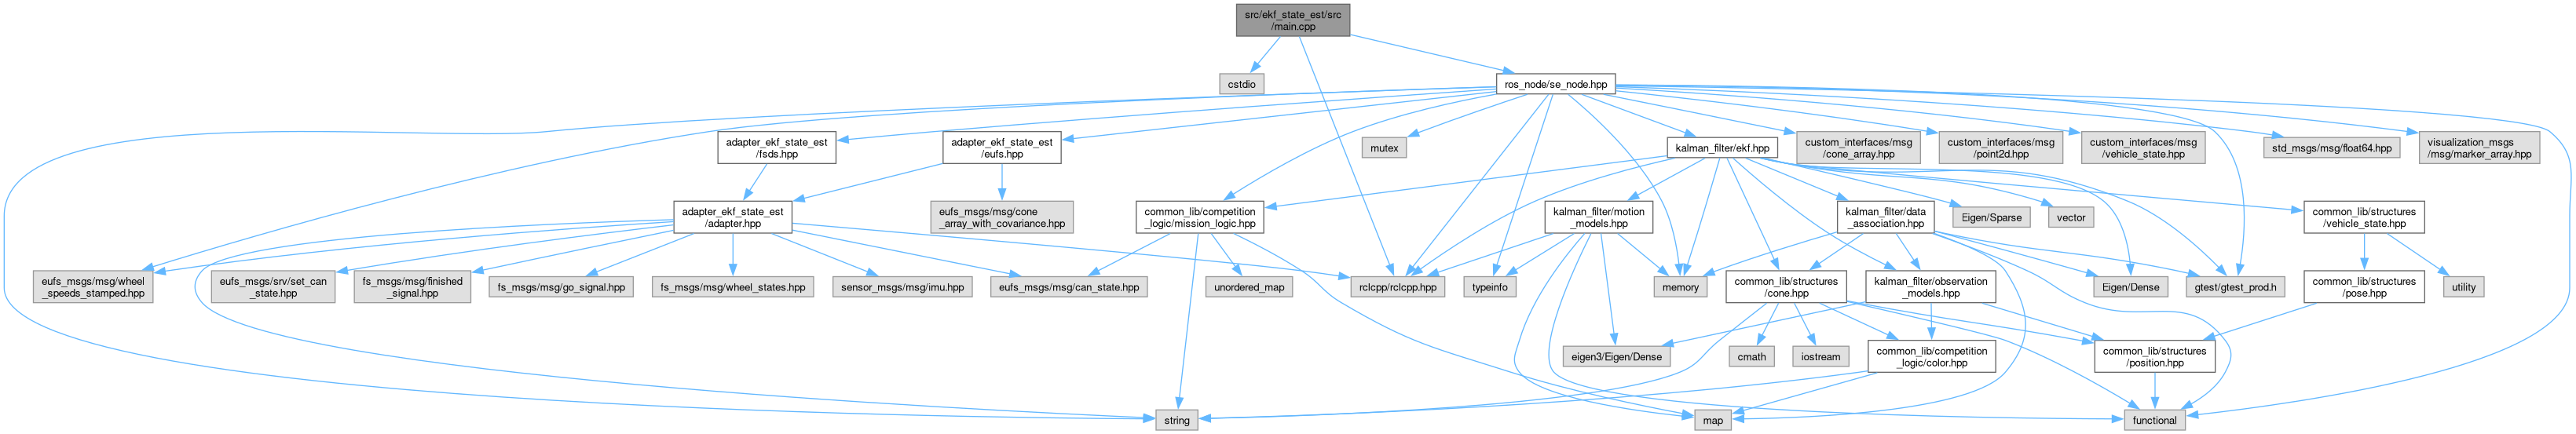 src/ekf_state_est/src
/main.cpp
cstdio
ros_node/se_node.hpp
adapter_ekf_state_est
/fsds.hpp
adapter_ekf_state_est
/eufs.hpp
mutex
kalman_filter/ekf.hpp
custom_interfaces/msg
/cone_array.hpp
custom_interfaces/msg
/point2d.hpp
custom_interfaces/msg
/vehicle_state.hpp
std_msgs/msg/float64.hpp
visualization_msgs
/msg/marker_array.hpp
adapter_ekf_state_est
/adapter.hpp
eufs_msgs/msg/cone
_array_with_covariance.hpp
common_lib/competition
_logic/mission_logic.hpp
kalman_filter/motion
_models.hpp
kalman_filter/data
_association.hpp
Eigen/Sparse
vector
common_lib/structures
/vehicle_state.hpp
eufs_msgs/msg/wheel
_speeds_stamped.hpp
eufs_msgs/srv/set_can
_state.hpp
fs_msgs/msg/finished
_signal.hpp
fs_msgs/msg/go_signal.hpp
fs_msgs/msg/wheel_states.hpp
sensor_msgs/msg/imu.hpp
eufs_msgs/msg/can_state.hpp
unordered_map
rclcpp/rclcpp.hpp
typeinfo
memory
common_lib/structures
/cone.hpp
kalman_filter/observation
_models.hpp
Eigen/Dense
gtest/gtest_prod.h
common_lib/structures
/pose.hpp
utility
eigen3/Eigen/Dense
cmath
iostream
common_lib/competition
_logic/color.hpp
common_lib/structures
/position.hpp
string
map
functional